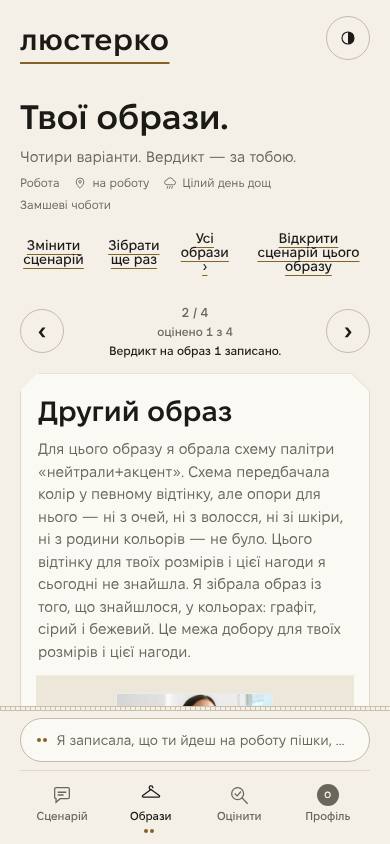 люстерко
Твої образи.
Чотири варіанти. Вердикт — за тобою.
Робота на роботу Цілий день дощ
Замшеві чоботи
Змінити
сценарій
Зібрати
ще раз
Усі
образи
›
Відкрити
сценарій цього
образу
‹
2 / 4
оцінено 1 з 4
Вердикт на образ 1 записано.
›
Другий образ
Для цього образу я обрала схему палітри
«нейтрали+акцент». Схема передбачала
колір у певному відтінку, але опори для
нього — ні з очей, ні з волосся, ні зі шкіри,
ні з родини кольорів — не було. Цього
відтінку для твоїх розмірів і цієї нагоди я
сьогодні не знайшла. Я зібрала образ із
того, що знайшлося, у кольорах: графіт,
сірий і бежевий. Це межа добору для твоїх
розмірів і цієї нагоди.
Я записала, що ти йдеш на роботу пішки, …
Сценарій
Образи
Оцінити
О
Профіль